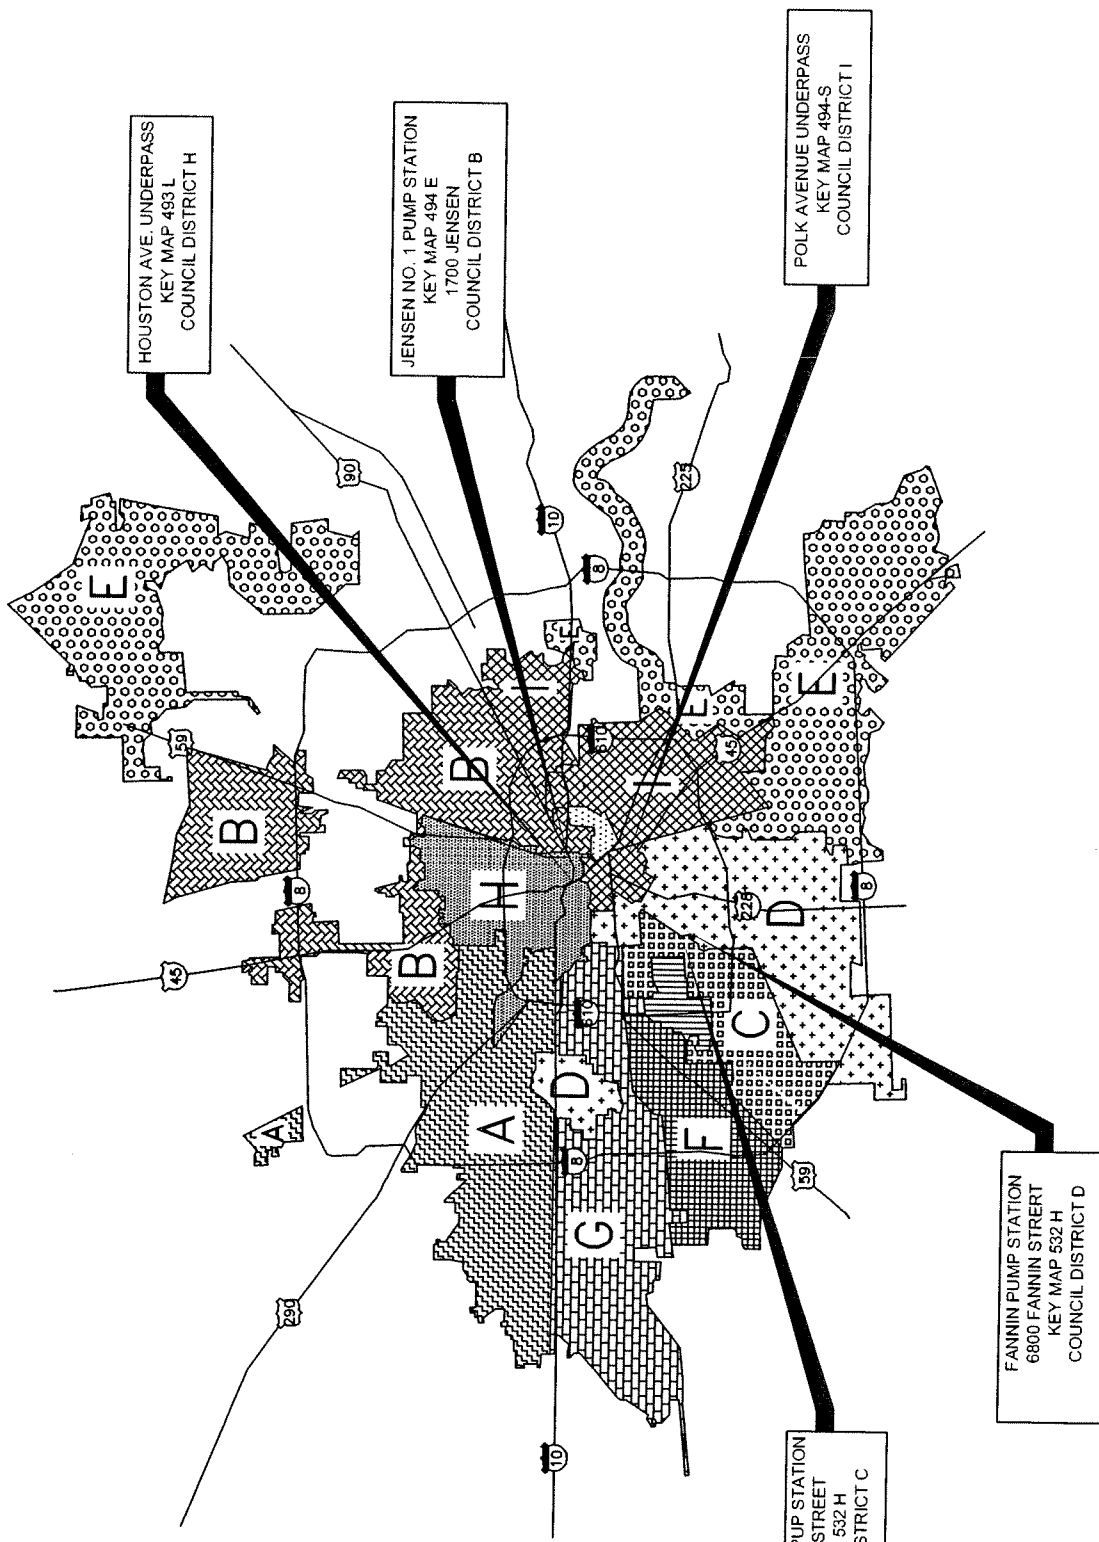 HOUSTON AVE. UNDERPASS
KEY MAP 493 L
COUNCIL DISTRICT H
JENSEN NO. 1 PUMP STATION
KEY MAP 494 E
1700 JENSEN
COUNCIL DISTRICT B
POLK AVENUE UNDERPASS
KEY MAP 494-S
COUNCIL DISTRICT I
FANNIN PUMP STATION
6800 FANNIN STRERT
KEY MAP 532 H
COUNCIL DISTRICT D
PUP STATION
STREET
532 H
STRICT C
E
90
10
8
59
B
8
45
B
I
E
610
225
E
45
E
I
H
B
A
A
290
D
8
G
10
610
F
59
C
228
D
8